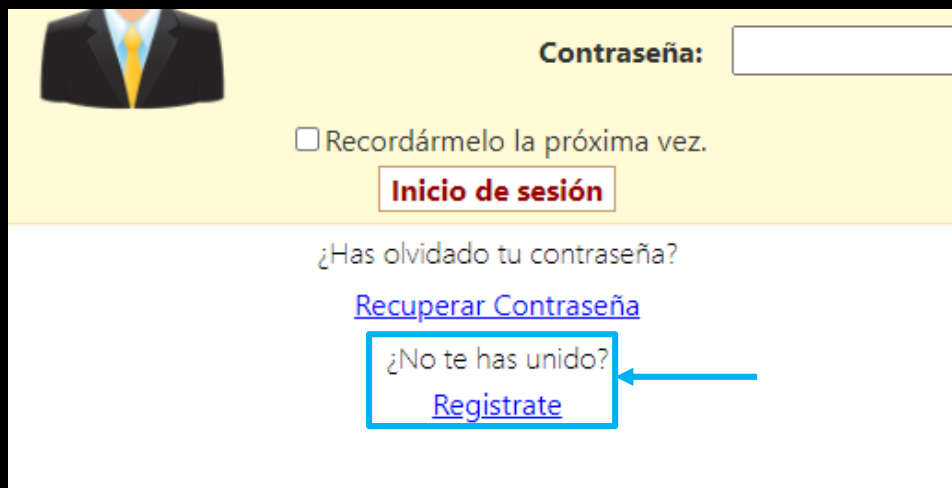 Contraseña:
Recordármelo la próxima vez.
Inicio de sesión
¿Has olvidado tu contraseña?
Recuperar Contraseña
¿No te has unido?
Registrate